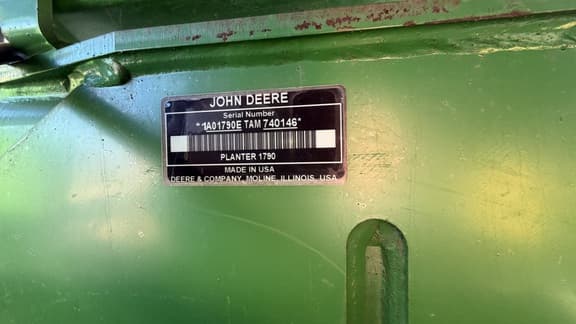 JOHN DEERE
Serial Number
*1A01790E TAM 740146*
PLANTER 1790
MADE IN USA
DEERE & COMPANY, MOLINE, ILLINOIS, USA